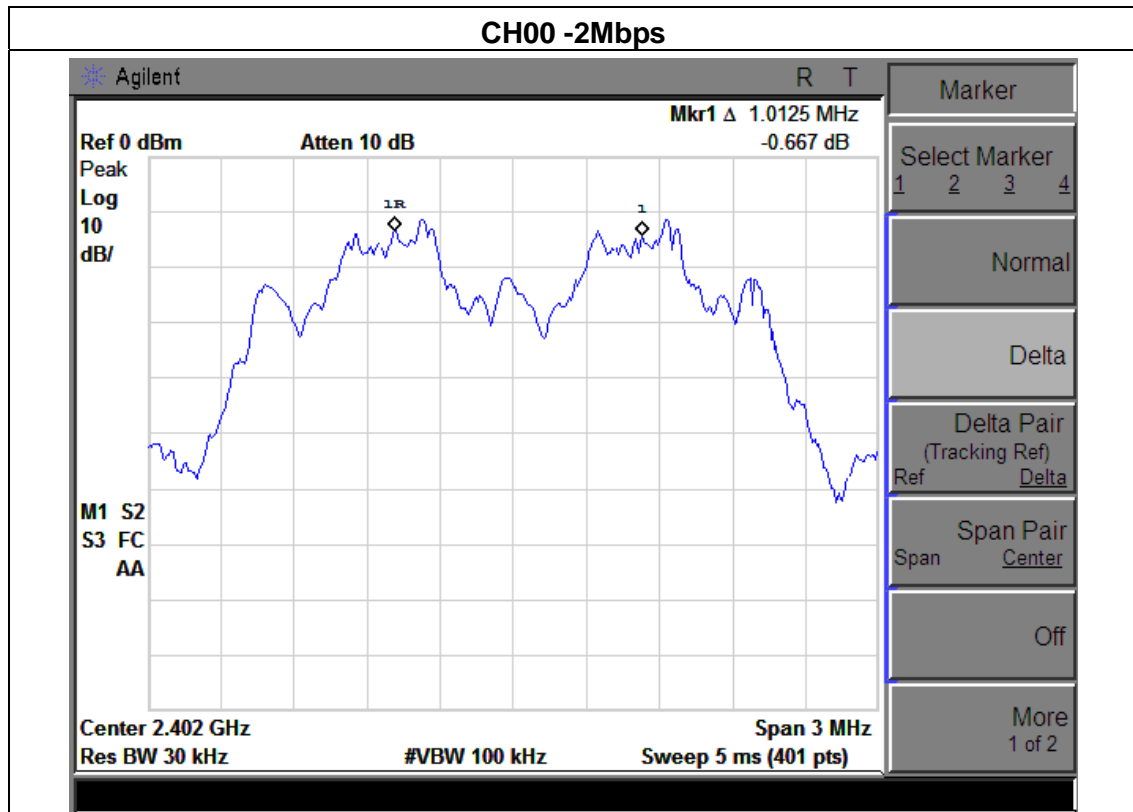 CH00 -2Mbps
Agilent R T
Mkr1 Δ 1.0125 MHz
Ref 0 dBm Atten 10 dB -0.667 dB
Peak
Log
10
dB/
1R
1
M1 S2
S3 FC
AA
Center 2.402 GHz Span 3 MHz
Res BW 30 kHz #VBW 100 kHz Sweep 5 ms (401 pts)
Marker
Select Marker
1 2 3 4
Normal
Delta
Delta Pair
(Tracking Ref)
Ref Delta
Span Pair
Span Center
Off
More
1 of 2